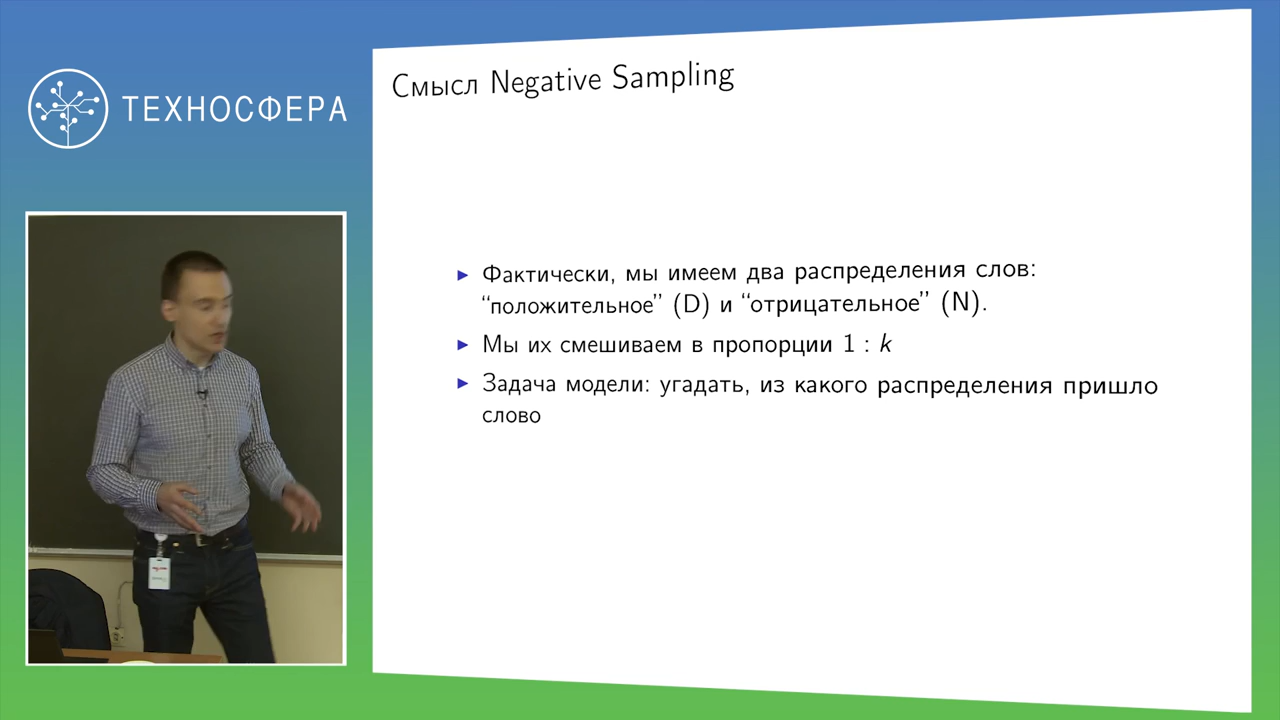 ТЕХНОСФЕРА
Смысл Negative Sampling
▶ Фактически, мы имеем два распределения слов:
“положительное” (D) и “отрицательное” (N).
▶ Мы их смешиваем в пропорции 1 : k
▶ Задача модели: угадать, из какого распределения пришло
слово